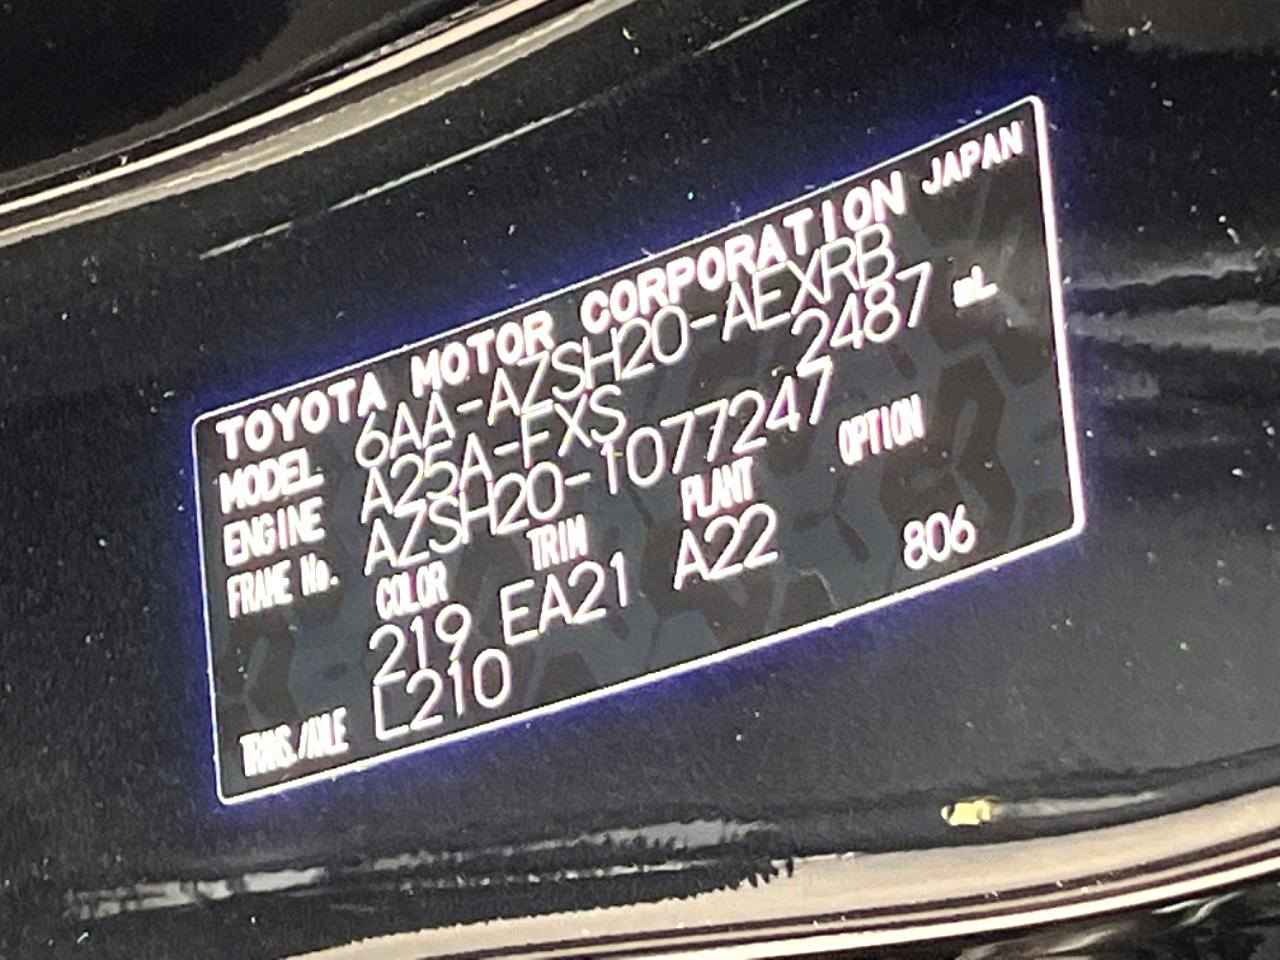 TOYOTA MOTOR CORPORATION JAPAN
MODEL 6AA-AZSH20-AEXRB
ENGINE A25A-FXS 2487 mL
FRAME No. AZSH20-1077247
COLOR TRIM PLANT OPTION
219 EA21 A22
TRANS./AXLE L210 806